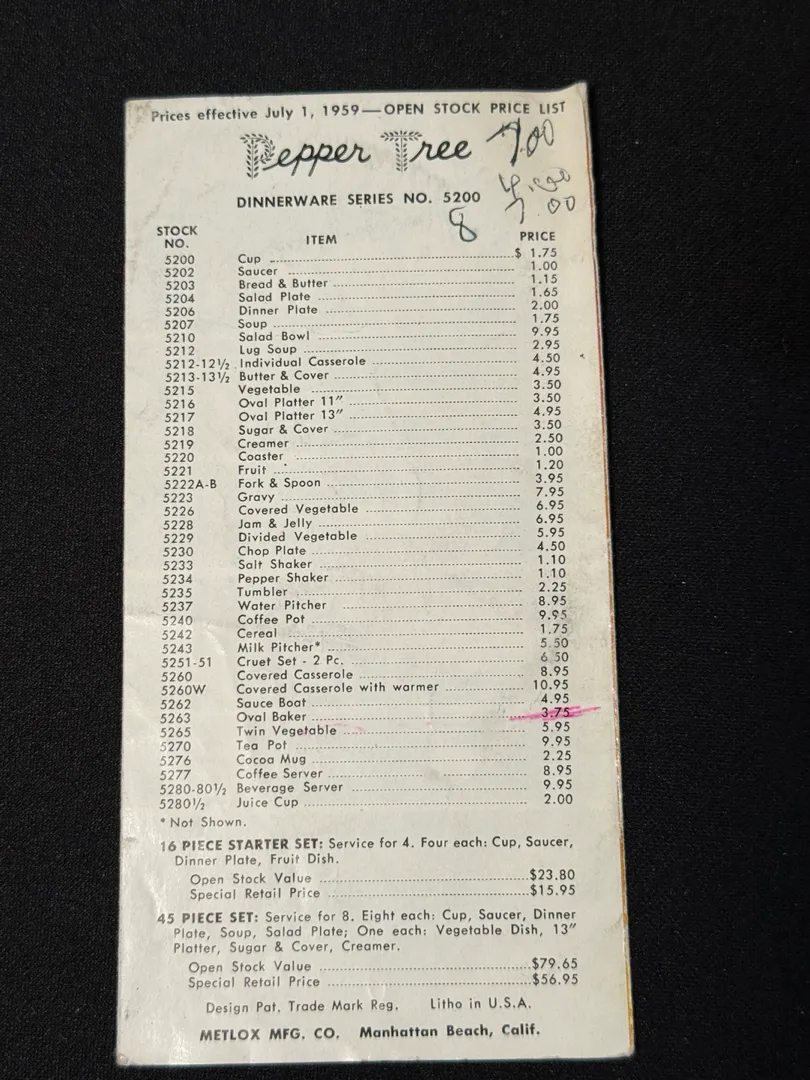 Prices effective July 1, 1959—OPEN STOCK PRICE LIST
Pepper Tree 7.00
DINNERWARE SERIES NO. 5200
7 00
8
STOCK NO. ITEM PRICE
5200 Cup $ 1.75
5202 Saucer 1.00
5203 Bread & Butter 1.15
5204 Salad Plate 1.65
5206 Dinner Plate 2.00
5207 Soup 1.75
5210 Salad Bowl 9.95
5212 Lug Soup 2.95
5212-12½ Individual Casserole 4.50
5213-13½ Butter & Cover 4.95
5215 Vegetable 3.50
5216 Oval Platter 11″ 3.50
5217 Oval Platter 13″ 4.95
5218 Sugar & Cover 3.50
5219 Creamer 2.50
5220 Coaster 1.00
5221 Fruit 1.20
5222A-B Fork & Spoon 3.95
5223 Gravy 7.95
5226 Covered Vegetable 6.95
5228 Jam & Jelly 6.95
5229 Divided Vegetable 5.95
5230 Chop Plate 4.50
5233 Salt Shaker 1.10
5234 Pepper Shaker 1.10
5235 Tumbler 2.25
5237 Water Pitcher 8.95
5240 Coffee Pot 9.95
5242 Cereal 1.75
5243 Milk Pitcher* 5.50
5251-51 Cruet Set - 2 Pc. 6 50
5260 Covered Casserole 8.95
5260W Covered Casserole with warmer 10.95
5262 Sauce Boat 4.95
5263 Oval Baker 3.75
5265 Twin Vegetable 5.95
5270 Tea Pot 9.95
5276 Cocoa Mug 2.25
5277 Coffee Server 8.95
5280-80½ Beverage Server 9.95
5280½ Juice Cup 2.00
* Not Shown.
16 PIECE STARTER SET: Service for 4. Four each: Cup, Saucer,
Dinner Plate, Fruit Dish.
Open Stock Value $23.80
Special Retail Price $15.95
45 PIECE SET: Service for 8. Eight each: Cup, Saucer, Dinner
Plate, Soup, Salad Plate; One each: Vegetable Dish, 13″
Platter, Sugar & Cover, Creamer.
Open Stock Value $79.65
Special Retail Price $56.95
Design Pat. Trade Mark Reg. Litho in U.S.A.
METLOX MFG. CO. Manhattan Beach, Calif.